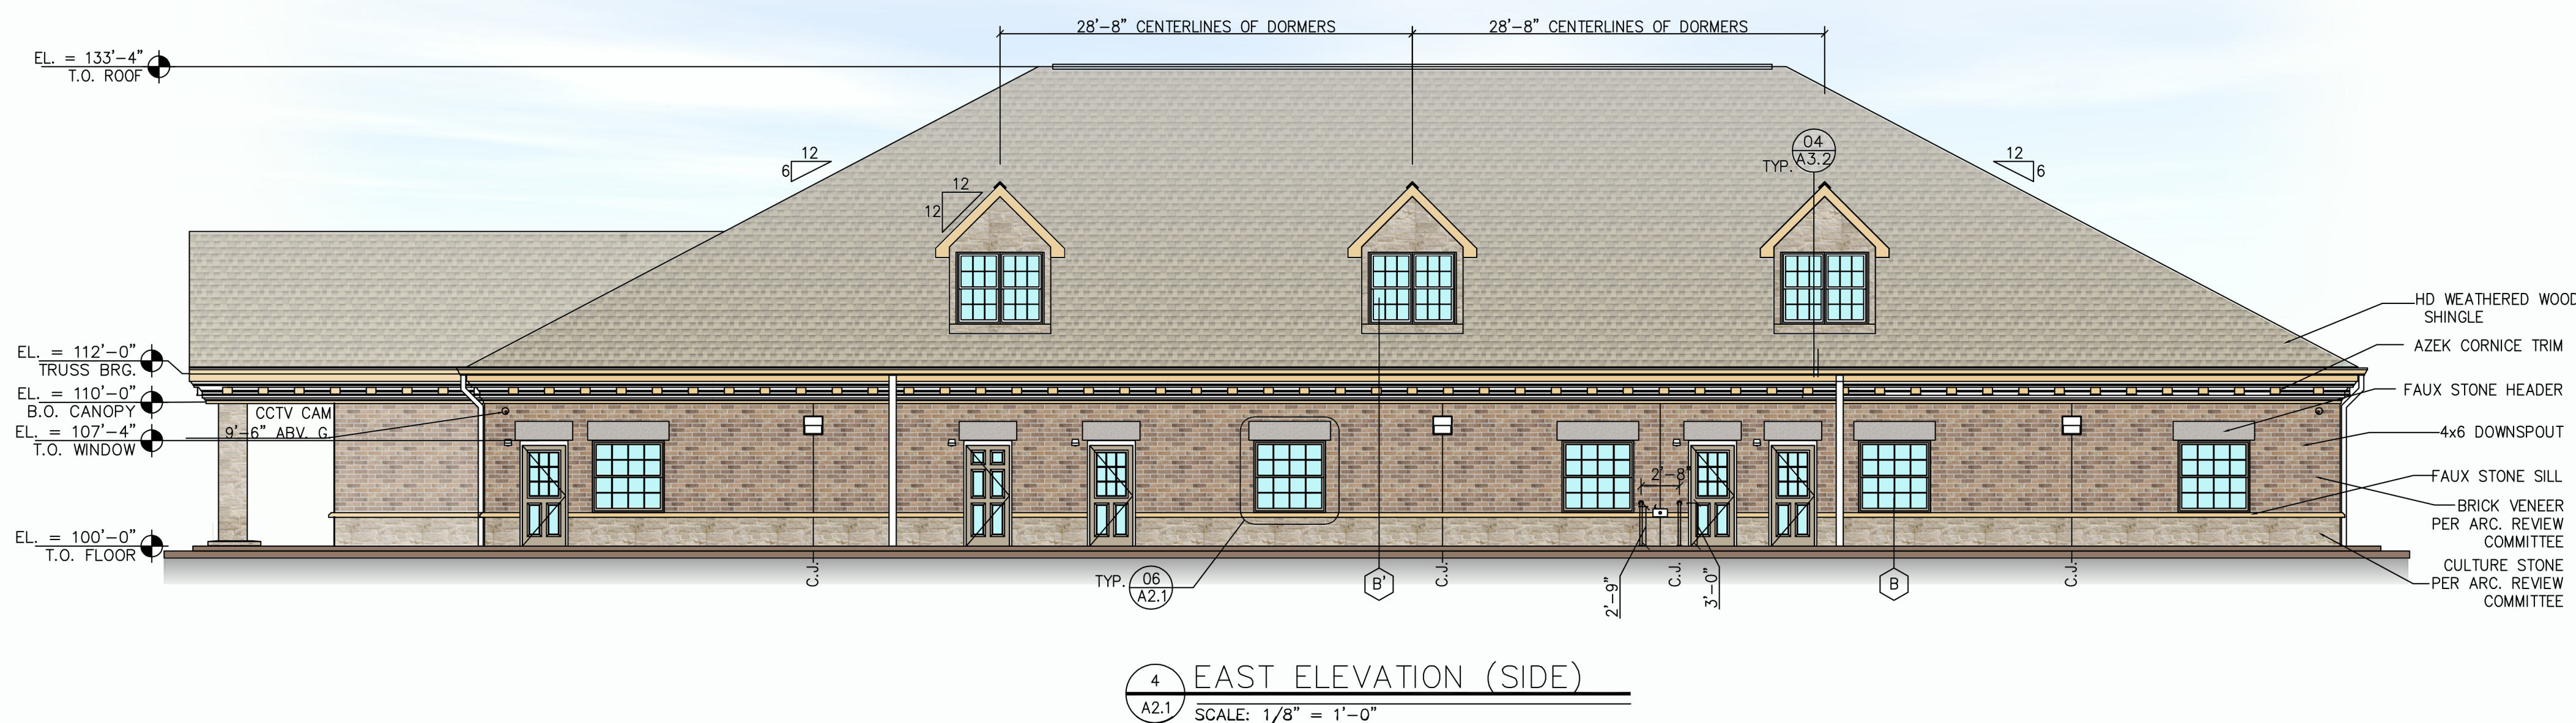 28'-8" CENTERLINES OF DORMERS
28'-8" CENTERLINES OF DORMERS
EL. = 133'-4"
T.O. ROOF
12
6
12
12
04
TYP. A3.2
12
6
HD WEATHERED WOOD
SHINGLE
AZEK CORNICE TRIM
FAUX STONE HEADER
4x6 DOWNSPOUT
FAUX STONE SILL
BRICK VENEER
PER ARC. REVIEW
COMMITTEE
CULTURE STONE
PER ARC. REVIEW
COMMITTEE
EL. = 112'-0"
TRUSS BRG.
EL. = 110'-0"
B.O. CANOPY
EL. = 107'-4"
T.O. WINDOW
CCTV CAM
9'-6" ABV. G.
EL. = 100'-0"
T.O. FLOOR
2'-8"
C.J.
TYP. 06
A2.1
B'
C.J.
2'-9"
C.J.
3'-0"
B
C.J.
4
A2.1
EAST ELEVATION (SIDE)
SCALE: 1/8" = 1'-0"